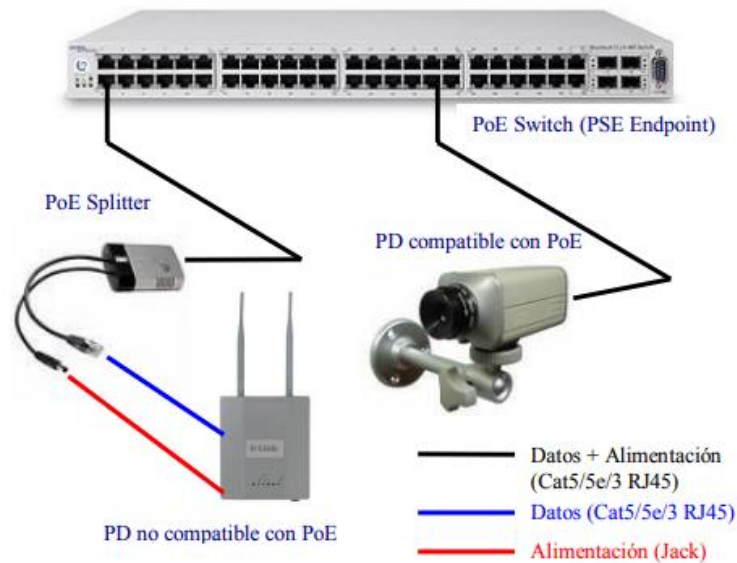 PoE Switch (PSE Endpoint)
PoE Splitter
PD compatible con PoE
D-Link
PD no compatible con PoE
Datos + Alimentación
(Cat5/5e/3 RJ45)
Datos (Cat5/5e/3 RJ45)
Alimentación (Jack)